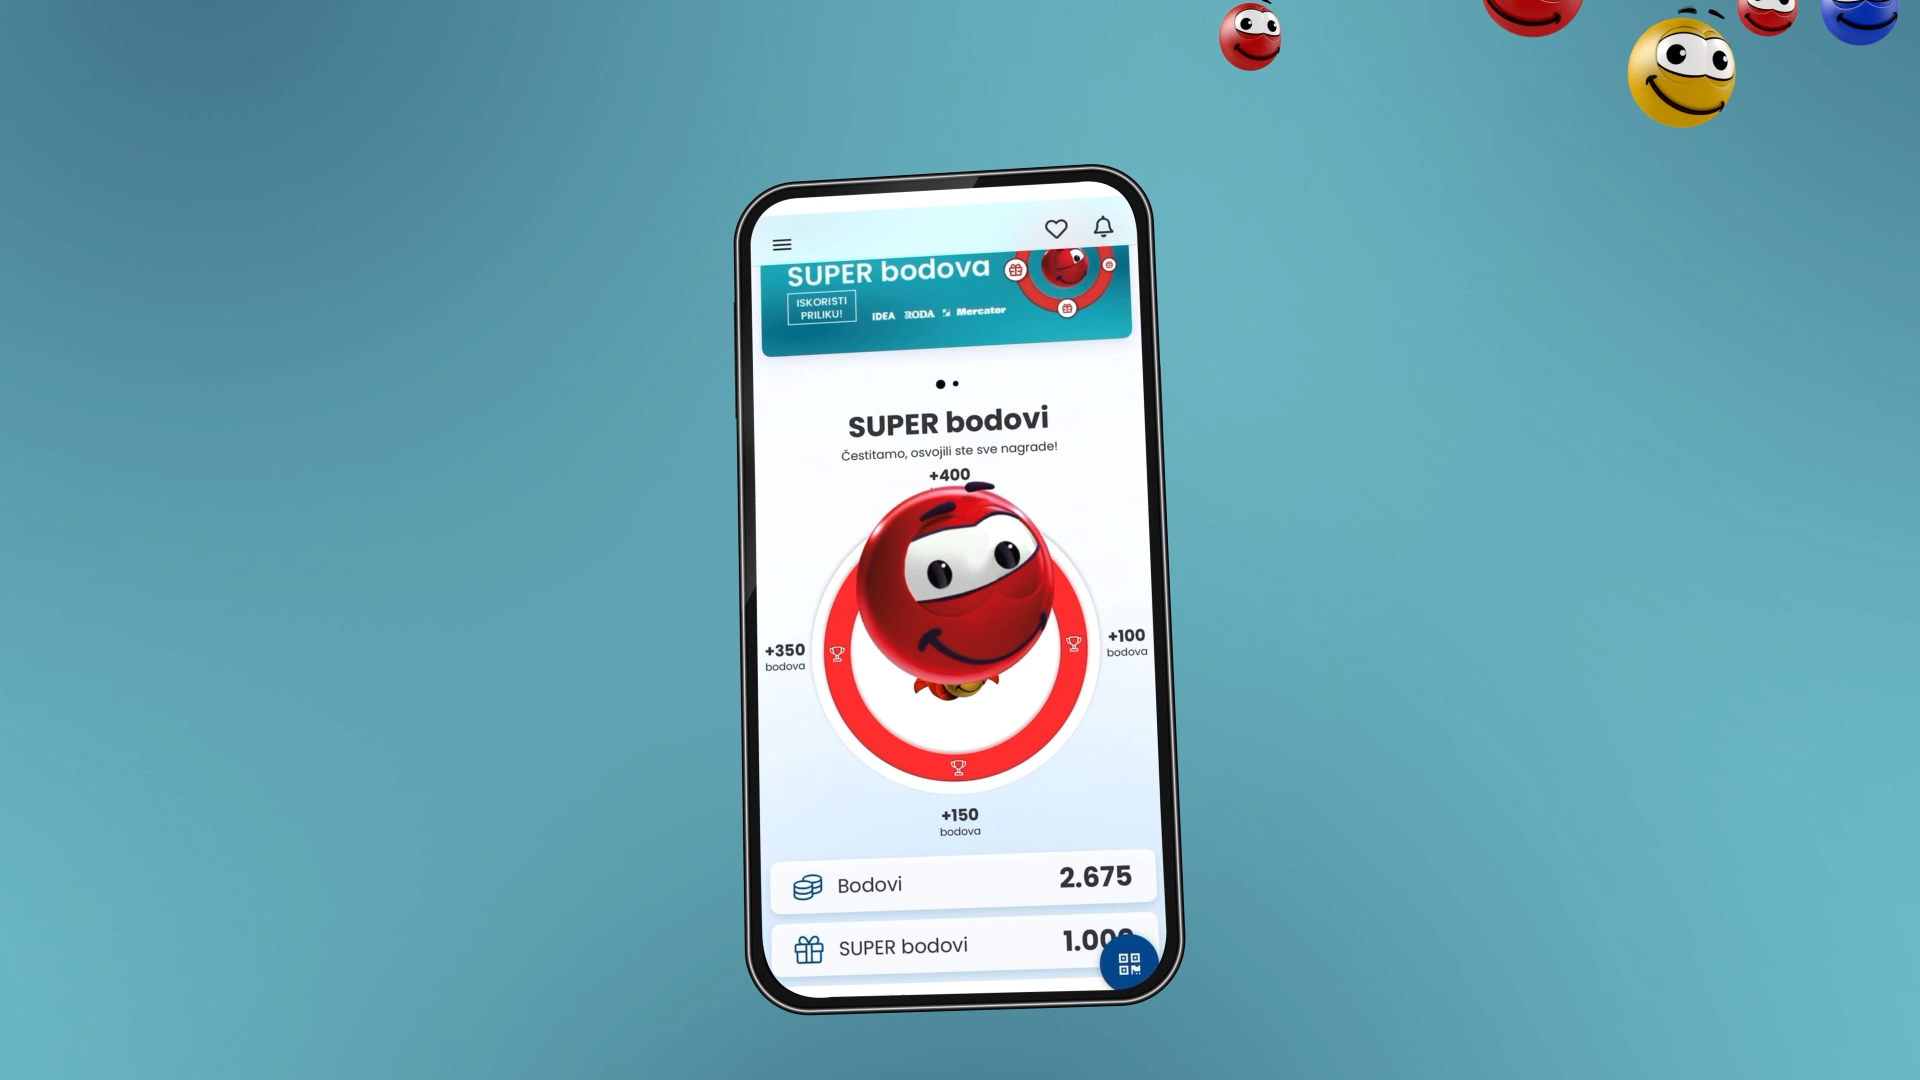 SUPER bodova
ISKORISTI
PRILIKU!
IDEA RODA Mercator
SUPER bodovi
Čestitamo, osvojili ste sve nagrade!
+400
+350
bodova
+100
bodova
+150
bodova
Bodovi 2.675
SUPER bodovi